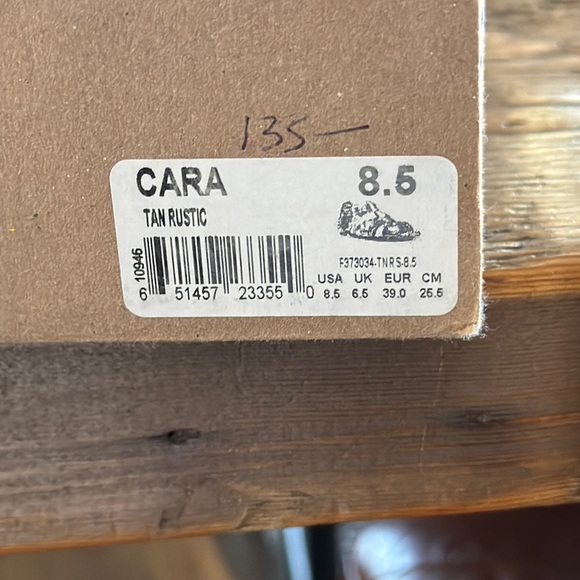 135—
CARA 8.5
TAN RUSTIC
10946
F373034-TNRS-8.5
USA UK EUR CM
8.5 6.5 39.0 25.5
6 51457 23355 0